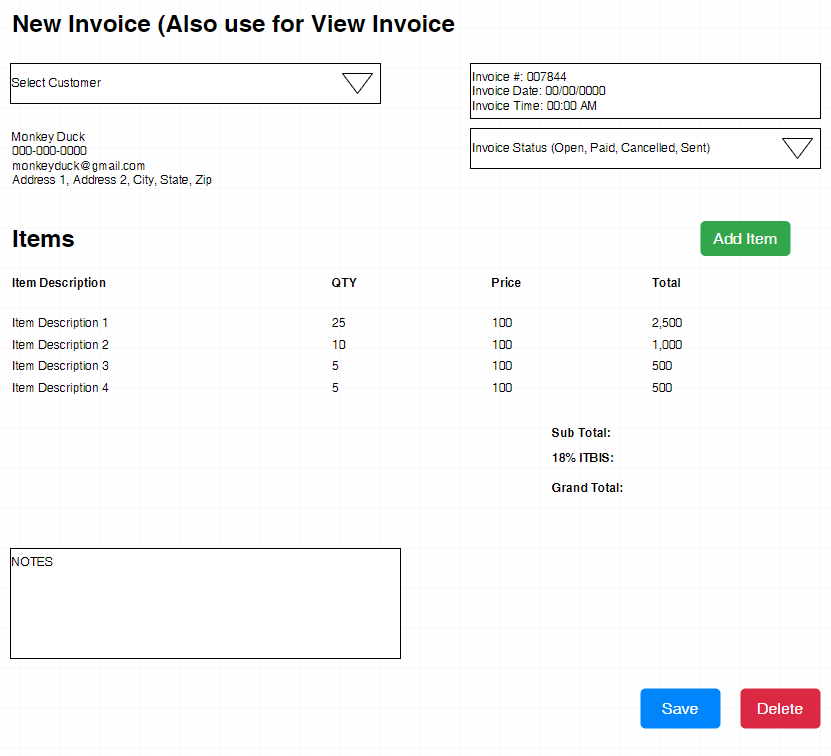 New Invoice (Also use for View Invoice
Select Customer
Invoice #: 007844
Invoice Date: 00/00/0000
Invoice Time: 00:00 AM
Monkey Duck
000-000-0000
monkeyduck@gmail.com
Address 1, Address 2, City, State, Zip
Invoice Status (Open, Paid, Cancelled, Sent)
Items
Add Item
Item Description QTY Price Total
Item Description 1 25 100 2,500
Item Description 2 10 100 1,000
Item Description 3 5 100 500
Item Description 4 5 100 500
Sub Total:
18% ITBIS:
Grand Total:
NOTES
Save Delete